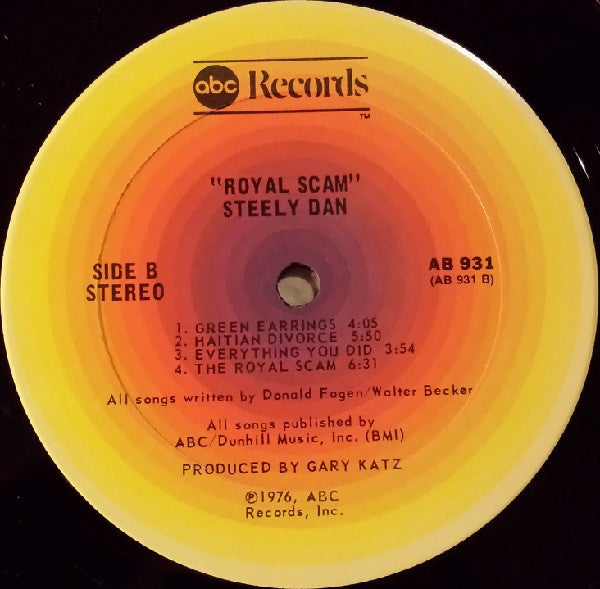 abc Records
TM
"ROYAL SCAM"
STEELY DAN
SIDE B
STEREO
AB 931
(AB 931 B)
1. GREEN EARRINGS 4:05
2. HAITIAN DIVORCE 5:50
3. EVERYTHING YOU DID 3:54
4. THE ROYAL SCAM 6:31
All songs written by Donald Fagen/Walter Becker
All songs published by
ABC/Dunhill Music, Inc. (BMI)
PRODUCED BY GARY KATZ
℗1976, ABC
Records, Inc.